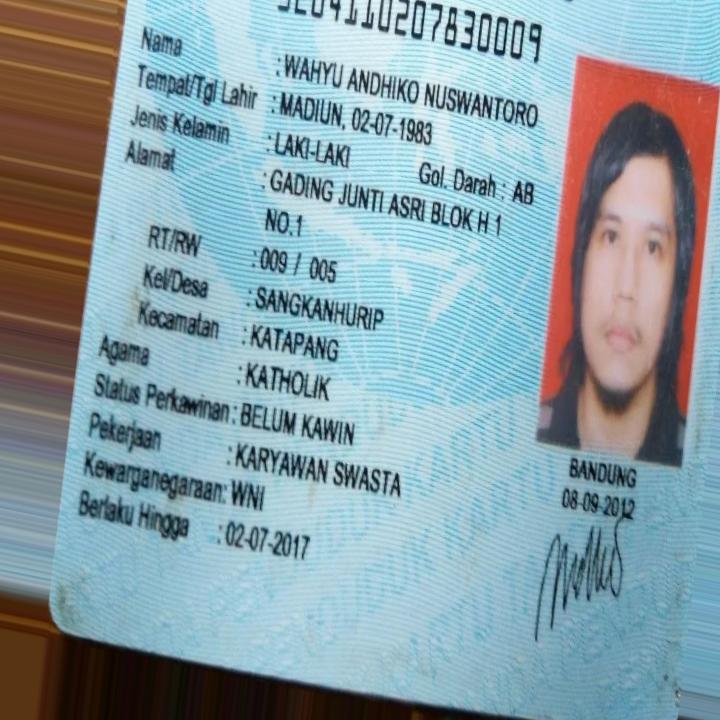 3204110207830009
Nama : WAHYU ANDHIKO NUSWANTORO
Tempat/Tgl Lahir : MADIUN, 02-07-1983
Jenis Kelamin : LAKI-LAKI Gol. Darah : AB
Alamat : GADING JUNTI ASRI BLOK H 1
NO.1
RT/RW : 009 / 005
Kel/Desa : SANGKANHURIP
Kecamatan : KATAPANG
Agama : KATHOLIK
Status Perkawinan : BELUM KAWIN
Pekerjaan : KARYAWAN SWASTA
Kewarganegaraan: WNI
Berlaku Hingga : 02-07-2017
BANDUNG
08-09-2012